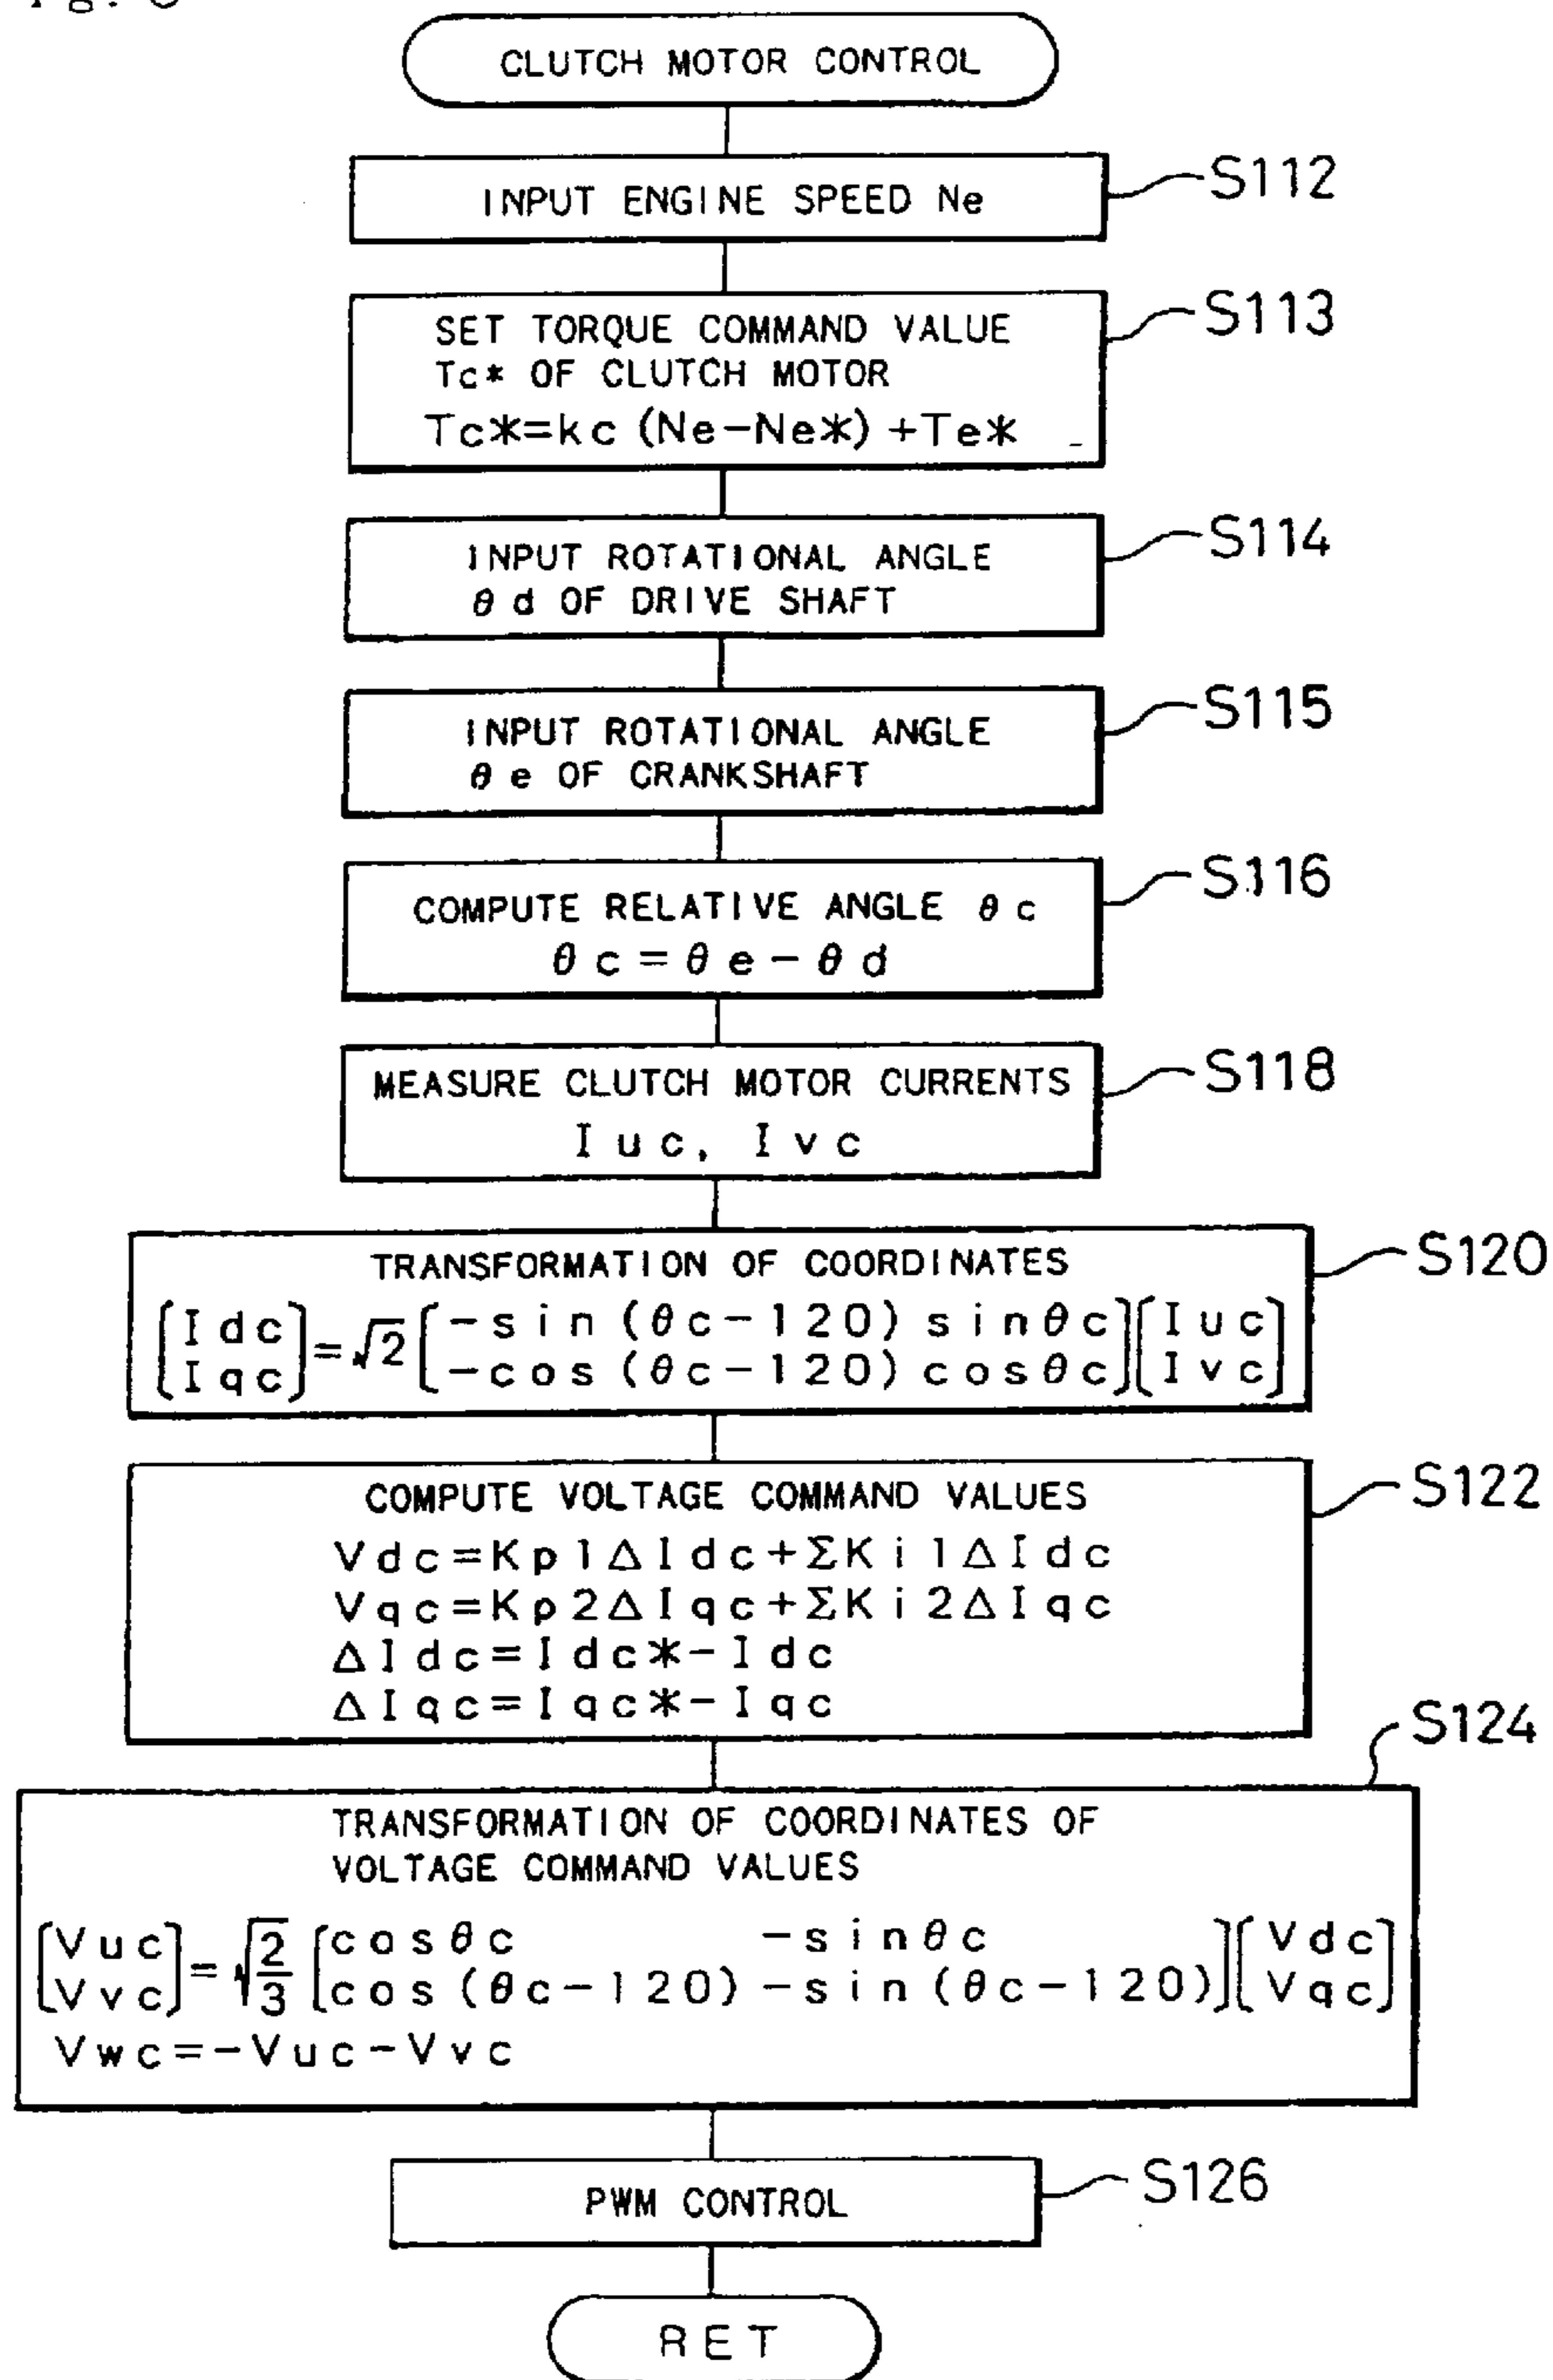 CLUTCH MOTOR CONTROL
INPUT ENGINE SPEED Ne
S112
SET TORQUE COMMAND VALUE
Tc* OF CLUTCH MOTOR
Tc*=kc (Ne-Ne*) +Te*
S113
INPUT ROTATIONAL ANGLE
θd OF DRIVE SHAFT
S114
INPUT ROTATIONAL ANGLE
θe OF CRANKSHAFT
S115
COMPUTE RELATIVE ANGLE θc
θc=θe-θd
S116
MEASURE CLUTCH MOTOR CURRENTS
Iuc, Ivc
S118
TRANSFORMATION OF COORDINATES
[Idc]=√2[-sin(θc-120) sinθc][Iuc]
[Iqc] [-cos(θc-120) cosθc][Ivc]
S120
COMPUTE VOLTAGE COMMAND VALUES
Vdc=Kp1ΔIdc+ΣKi1ΔIdc
Vqc=Kp2ΔIqc+ΣKi2ΔIqc
ΔIdc=Idc*-Idc
ΔIqc=Iqc*-Iqc
S122
S124
TRANSFORMATION OF COORDINATES OF
VOLTAGE COMMAND VALUES
[Vuc]=√2/3 [cosθc -sinθc][Vdc]
[Vvc] [cos(θc-120) -sin(θc-120)][Vqc]
Vwc=-Vuc-Vvc
PWM CONTROL
S126
RET